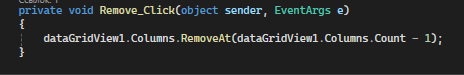 private void Remove_Click(object sender, EventArgs e)
{
dataGridView1.Columns.RemoveAt(dataGridView1.Columns.Count - 1);
}